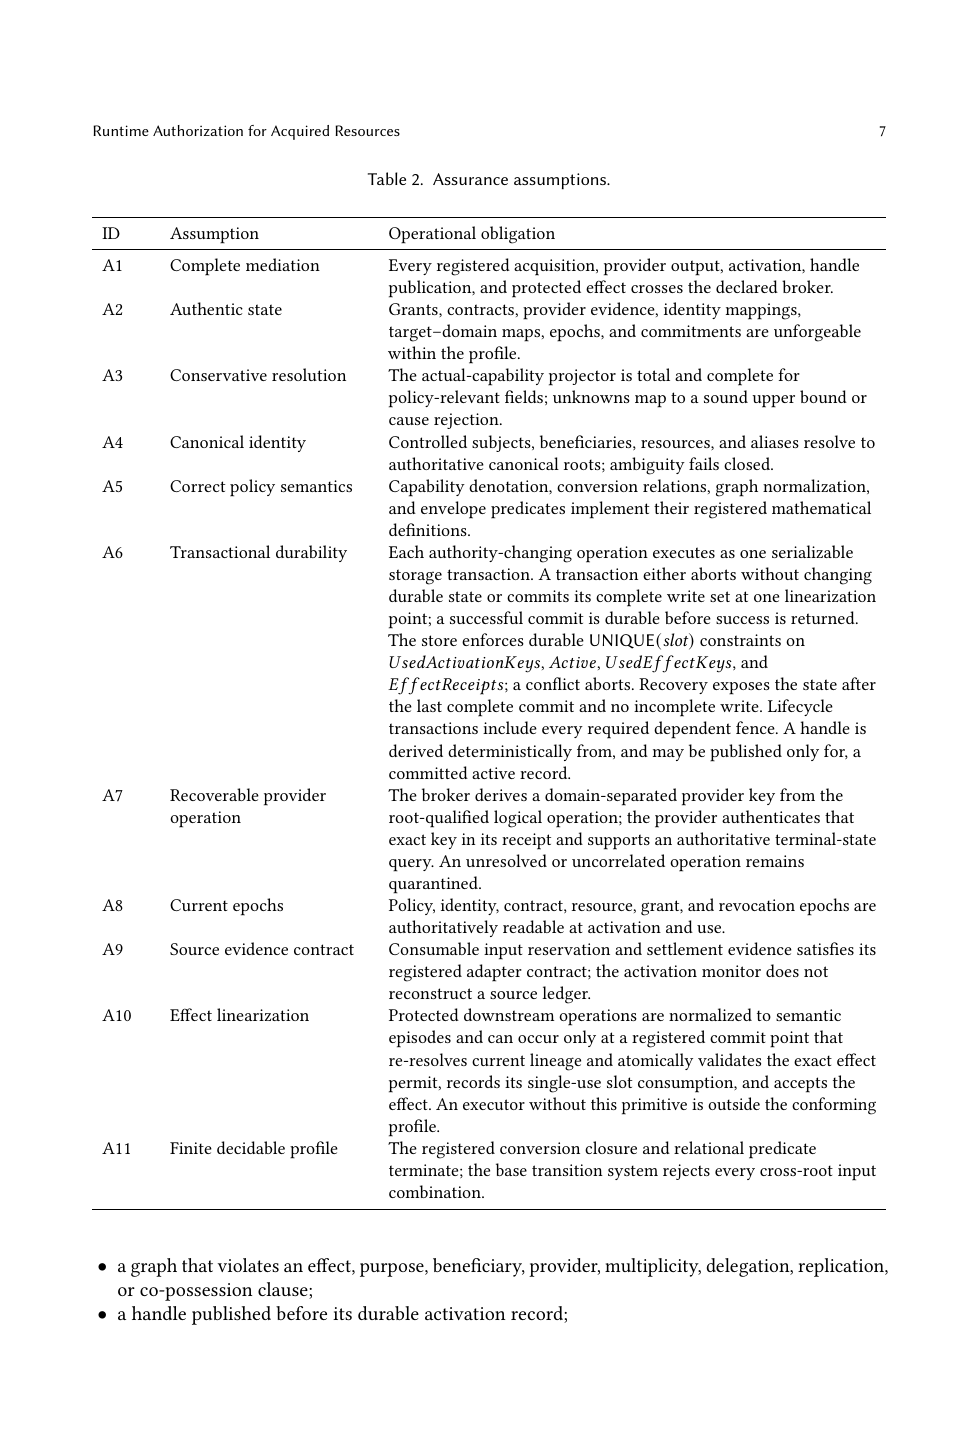 Runtime Authorization for Acquired Resources 7
Table 2. Assurance assumptions.
ID Assumption Operational obligation
A1 Complete mediation Every registered acquisition, provider output, activation, handle
publication, and protected effect crosses the declared broker.
A2 Authentic state Grants, contracts, provider evidence, identity mappings,
target–domain maps, epochs, and commitments are unforgeable
within the profile.
A3 Conservative resolution The actual-capability projector is total and complete for
policy-relevant fields; unknowns map to a sound upper bound or
cause rejection.
A4 Canonical identity Controlled subjects, beneficiaries, resources, and aliases resolve to
authoritative canonical roots; ambiguity fails closed.
A5 Correct policy semantics Capability denotation, conversion relations, graph normalization,
and envelope predicates implement their registered mathematical
definitions.
A6 Transactional durability Each authority-changing operation executes as one serializable
storage transaction. A transaction either aborts without changing
durable state or commits its complete write set at one linearization
point; a successful commit is durable before success is returned.
The store enforces durable UNIQUE(slot) constraints on
UsedActivationKeys, Active, UsedEffectKeys, and
EffectReceipts; a conflict aborts. Recovery exposes the state after
the last complete commit and no incomplete write. Lifecycle
transactions include every required dependent fence. A handle is
derived deterministically from, and may be published only for, a
committed active record.
A7 Recoverable provider The broker derives a domain-separated provider key from the
operation root-qualified logical operation; the provider authenticates that
exact key in its receipt and supports an authoritative terminal-state
query. An unresolved or uncorrelated operation remains
quarantined.
A8 Current epochs Policy, identity, contract, resource, grant, and revocation epochs are
authoritatively readable at activation and use.
A9 Source evidence contract Consumable input reservation and settlement evidence satisfies its
registered adapter contract; the activation monitor does not
reconstruct a source ledger.
A10 Effect linearization Protected downstream operations are normalized to semantic
episodes and can occur only at a registered commit point that
re-resolves current lineage and atomically validates the exact effect
permit, records its single-use slot consumption, and accepts the
effect. An executor without this primitive is outside the conforming
profile.
A11 Finite decidable profile The registered conversion closure and relational predicate
terminate; the base transition system rejects every cross-root input
combination.
• a graph that violates an effect, purpose, beneficiary, provider, multiplicity, delegation, replication,
or co-possession clause;
• a handle published before its durable activation record;